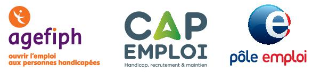 agefiph
ouvrir l'emploi
aux personnes handicapées
CAP
EMPLOI
Handicap, recrutement & maintien
pôle emploi